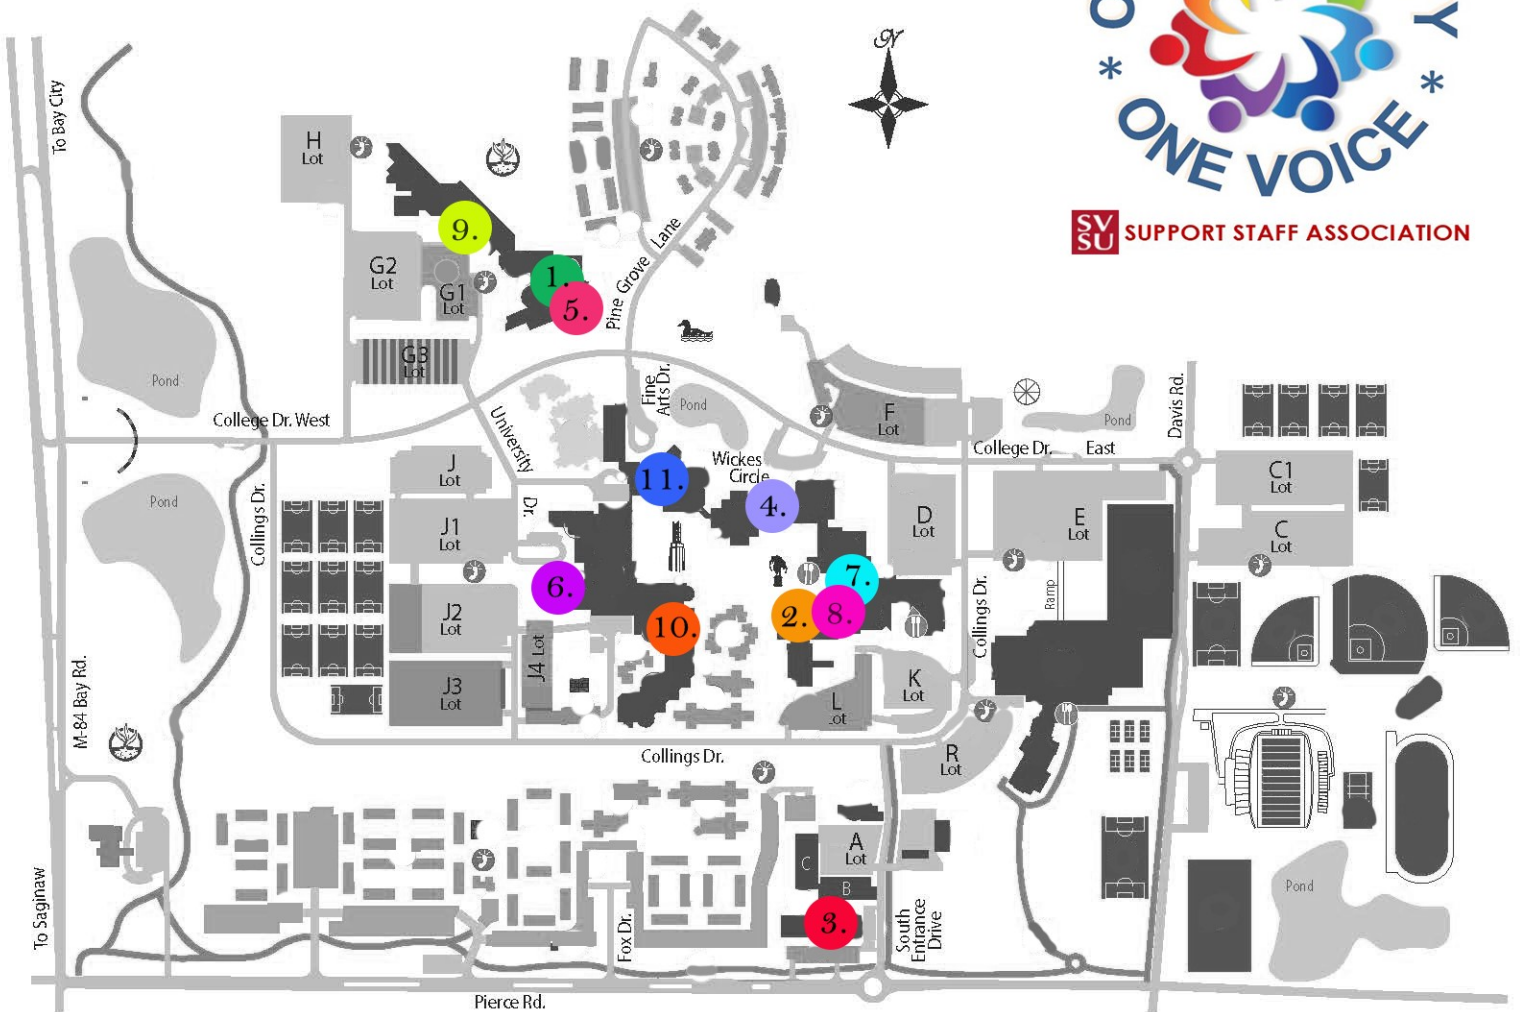 To Bay City
N
O
Y
* ONE VOICE *
SV
SU
SUPPORT STAFF ASSOCIATION
H
Lot
9.
G2
Lot
G1
Lot
1.
5.
Pine Grove Lane
G3
Lot
Pond
College Dr. West
University
Dr.
Fine
Arts Dr.
Pond
F
Lot
Pond
Davis Rd.
College Dr. East
Wickes
Circle
J
Lot
11.
4.
C1
Lot
Pond
Collings Dr.
J1
Lot
D
Lot
E
Lot
C
Lot
6.
7.
2.
8.
Ramp
J2
Lot
10.
Collings Dr.
J4 Lot
J3
Lot
K
Lot
L
Lot
M-84 Bay Rd.
Collings Dr.
R
Lot
A
Lot
C
B
3.
Pond
To Saginaw
Fox Dr.
South
Entrance
Drive
Pierce Rd.